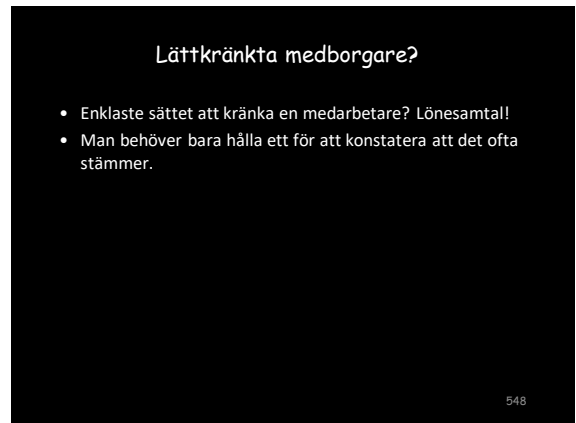 Lättkränkta medborgare?
• Enklaste sättet att kränka en medarbetare? Lönesamtal!
• Man behöver bara hålla ett för att konstatera att det ofta
stämmer.
548